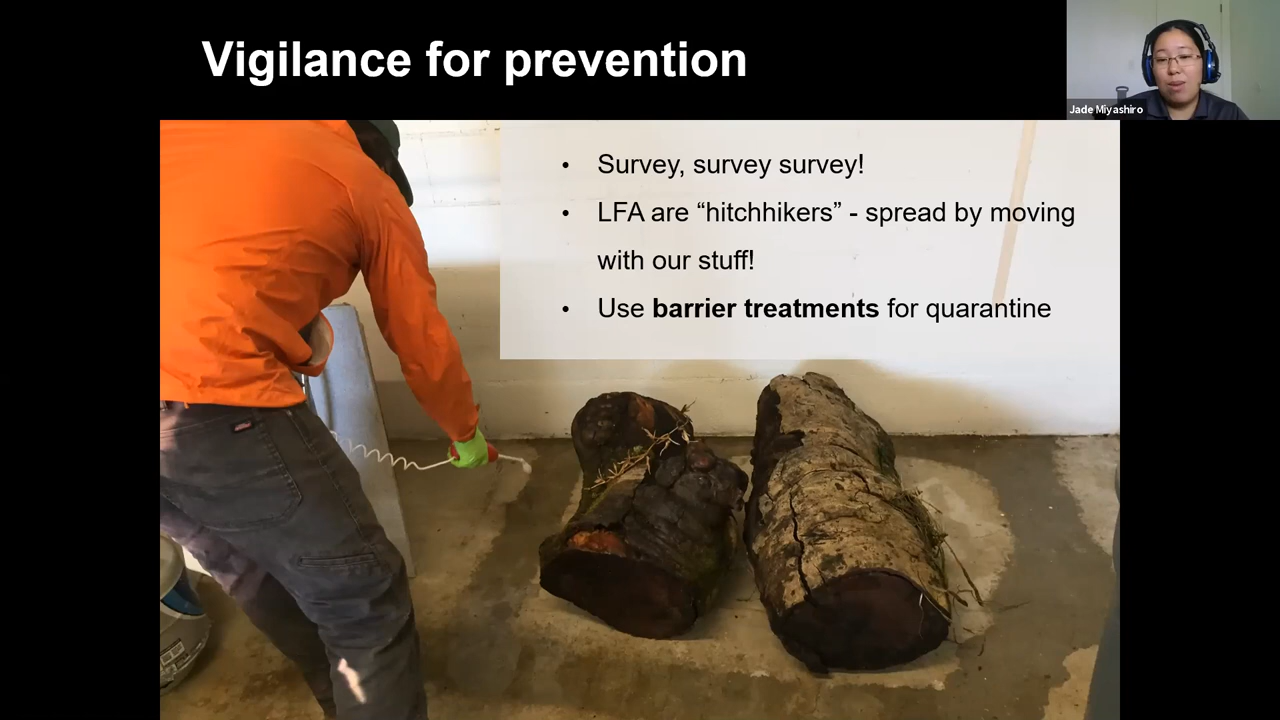 Vigilance for prevention
Jade Miyashiro
• Survey, survey survey!
• LFA are “hitchhikers” - spread by moving
with our stuff!
• Use barrier treatments for quarantine